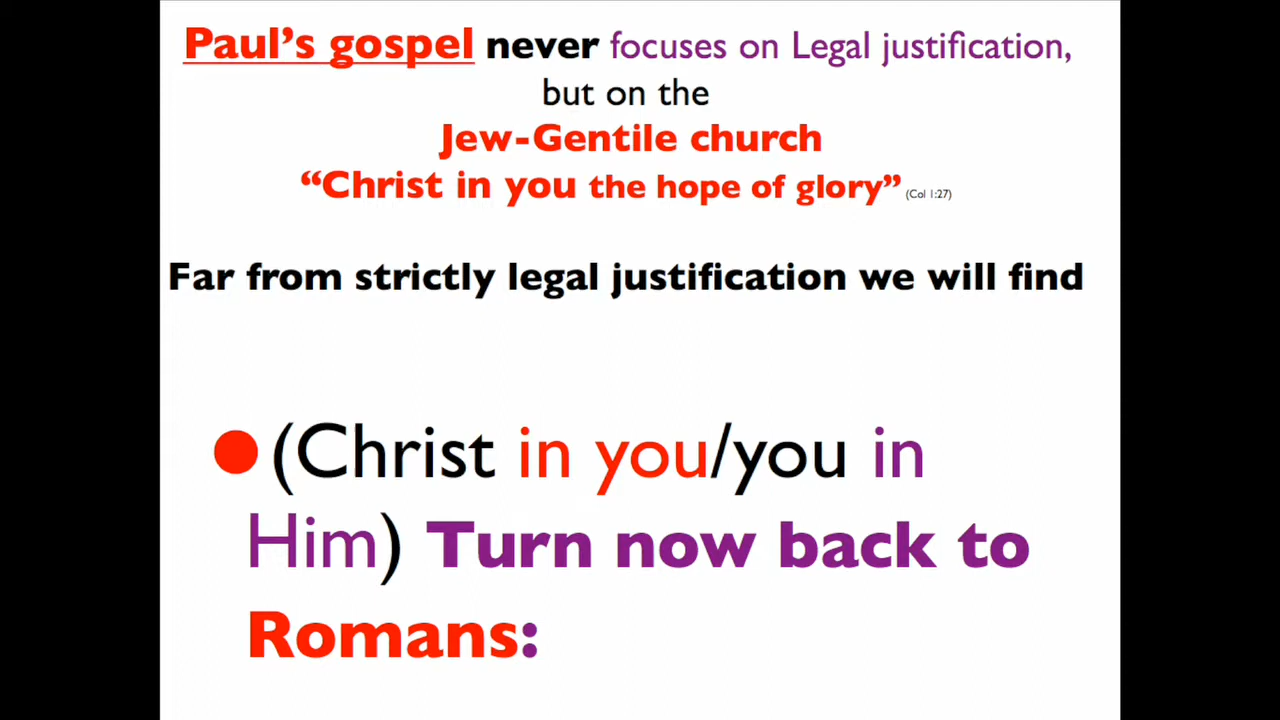 Paul's gospel never focuses on Legal justification,
but on the
Jew-Gentile church
“Christ in you the hope of glory” (Col 1:27)
Far from strictly legal justification we will find
●(Christ in you/you in
Him) Turn now back to
Romans: